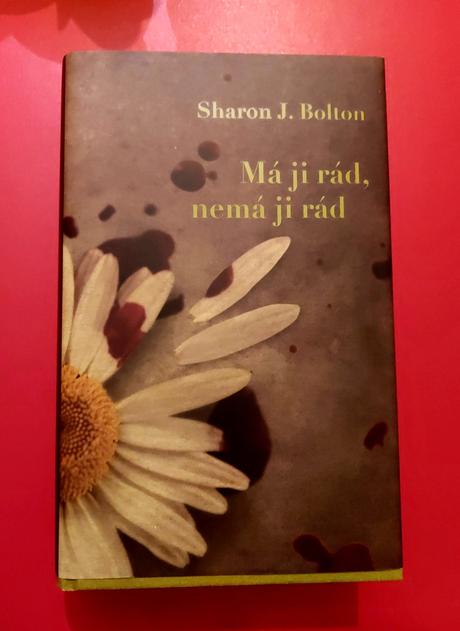 Sharon J. Bolton
Má ji rád,
nemá ji rád